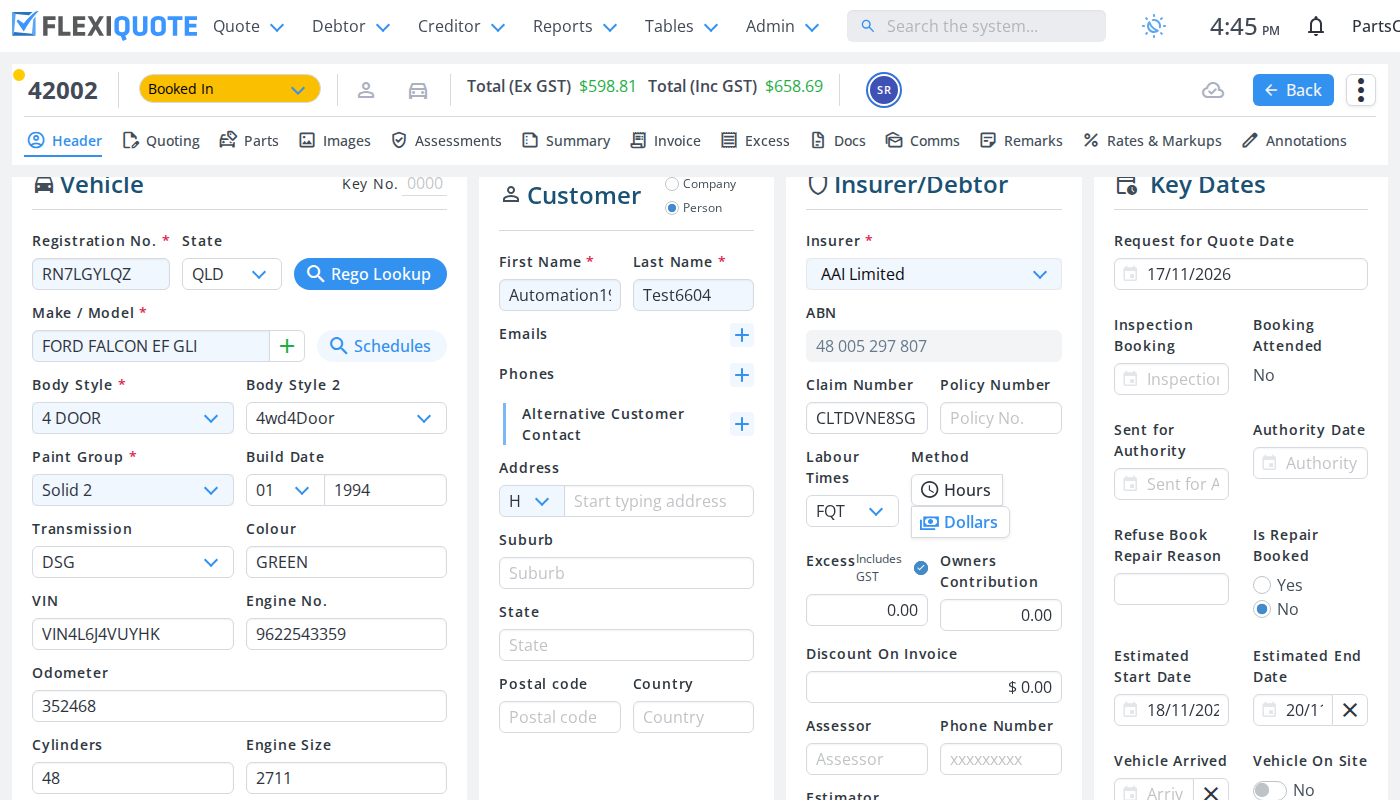 FLEXIQUOTE Quote Debtor Creditor Reports Tables Admin Search the system... 4:45 PM
42002 Booked In Total (Ex GST) $598.81 Total (Inc GST) $658.69 SR Back
Header Quoting Parts Images Assessments Summary Invoice Excess Docs Comms Remarks Rates & Markups Annotations
Vehicle Key No. 0000
Registration No. * State
RN7LGYLQZ QLD Rego Lookup
Make / Model *
FORD FALCON EF GLI Schedules
Body Style * Body Style 2
4 DOOR 4wd4Door
Paint Group * Build Date
Solid 2 01 1994
Transmission Colour
DSG GREEN
VIN Engine No.
VIN4L6J4VUYHK 9622543359
Odometer
352468
Cylinders Engine Size
48 2711
Customer
Company
Person
First Name * Last Name *
Test6604
Emails
Phones
Alternative Customer
Contact
Address
H Start typing address
Suburb
Suburb
State
State
Postal code Country
Postal code Country
Insurer/Debtor
Insurer *
AAI Limited
ABN
48 005 297 807
Claim Number Policy Number
CLTDVNE8SG Policy No.
Labour
Times
Method
FQT
Hours
Dollars
Excess Includes
GST
Owners
Contribution
0.00 0.00
Discount On Invoice
$ 0.00
Assessor Phone Number
Assessor xxxxxxxxx
Estimator
Key Dates
Request for Quote Date
17/11/2026
Inspection
Booking
Booking
Attended
No
Sent for
Authority
Authority Date
Authority
Refuse Book
Repair Reason
Is Repair
Booked
Yes
No
Estimated
Start Date
Estimated End
Date
18/11/202 20/1
Vehicle Arrived Vehicle On Site
Arriv No